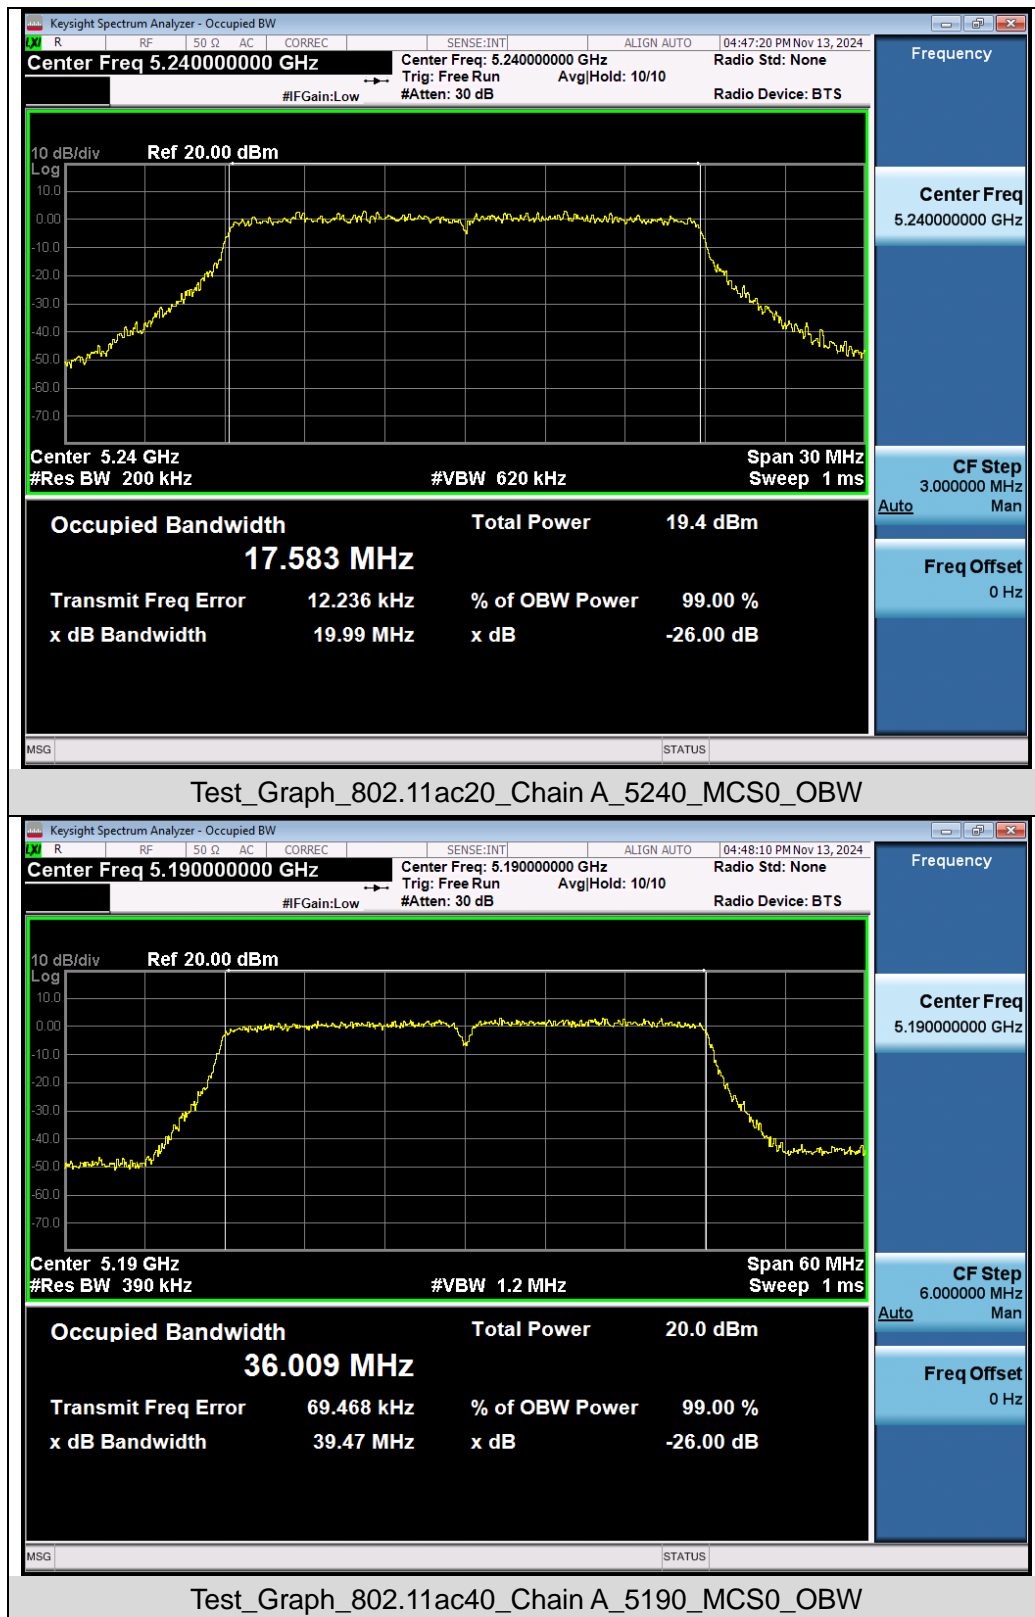 Keysight Spectrum Analyzer - Occupied BW
LXI R RF 50 Ω AC CORREC SENSE:INT ALIGN AUTO 04:47:20 PM Nov 13, 2024
Center Freq 5.240000000 GHz
Center Freq: 5.240000000 GHz
Radio Std: None
Trig: Free Run Avg|Hold: 10/10
#IFGain:Low
#Atten: 30 dB
Radio Device: BTS
Frequency
10 dB/div Ref 20.00 dBm
Log
10.0
0.00
-10.0
-20.0
-30.0
-40.0
-50.0
-60.0
-70.0
Center Freq
5.240000000 GHz
Center 5.24 GHz Span 30 MHz
#Res BW 200 kHz #VBW 620 kHz Sweep 1 ms
CF Step
3.000000 MHz
Auto Man
Occupied Bandwidth Total Power 19.4 dBm
17.583 MHz
Transmit Freq Error 12.236 kHz % of OBW Power 99.00 %
x dB Bandwidth 19.99 MHz x dB -26.00 dB
Freq Offset
0 Hz
MSG STATUS
Test_Graph_802.11ac20_Chain A_5240_MCS0_OBW
Keysight Spectrum Analyzer - Occupied BW
LXI R RF 50 Ω AC CORREC SENSE:INT ALIGN AUTO 04:48:10 PM Nov 13, 2024
Center Freq 5.190000000 GHz
Center Freq: 5.190000000 GHz
Radio Std: None
Trig: Free Run Avg|Hold: 10/10
#IFGain:Low
#Atten: 30 dB
Radio Device: BTS
Frequency
10 dB/div Ref 20.00 dBm
Log
10.0
0.00
-10.0
-20.0
-30.0
-40.0
-50.0
-60.0
-70.0
Center Freq
5.190000000 GHz
Center 5.19 GHz Span 60 MHz
#Res BW 390 kHz #VBW 1.2 MHz Sweep 1 ms
CF Step
6.000000 MHz
Auto Man
Occupied Bandwidth Total Power 20.0 dBm
36.009 MHz
Transmit Freq Error 69.468 kHz % of OBW Power 99.00 %
x dB Bandwidth 39.47 MHz x dB -26.00 dB
Freq Offset
0 Hz
MSG STATUS
Test_Graph_802.11ac40_Chain A_5190_MCS0_OBW